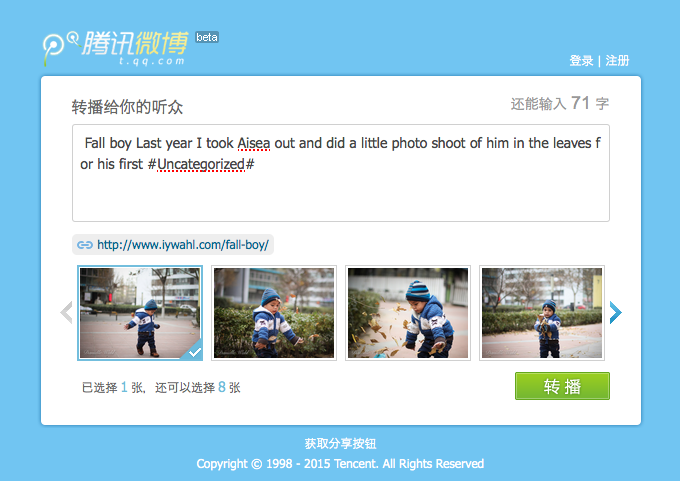 腾讯微博 beta
t.qq.com
登录 | 注册
转播给你的听众
还能输入 71 字
Fall boy Last year I took Aisea out and did a little photo shoot of him in the leaves f
or his first #Uncategorized#
http://www.iywahl.com/fall-boy/
已选择 1 张，还可以选择 8 张
转播
获取分享按钮
Copyright © 1998 - 2015 Tencent. All Rights Reserved